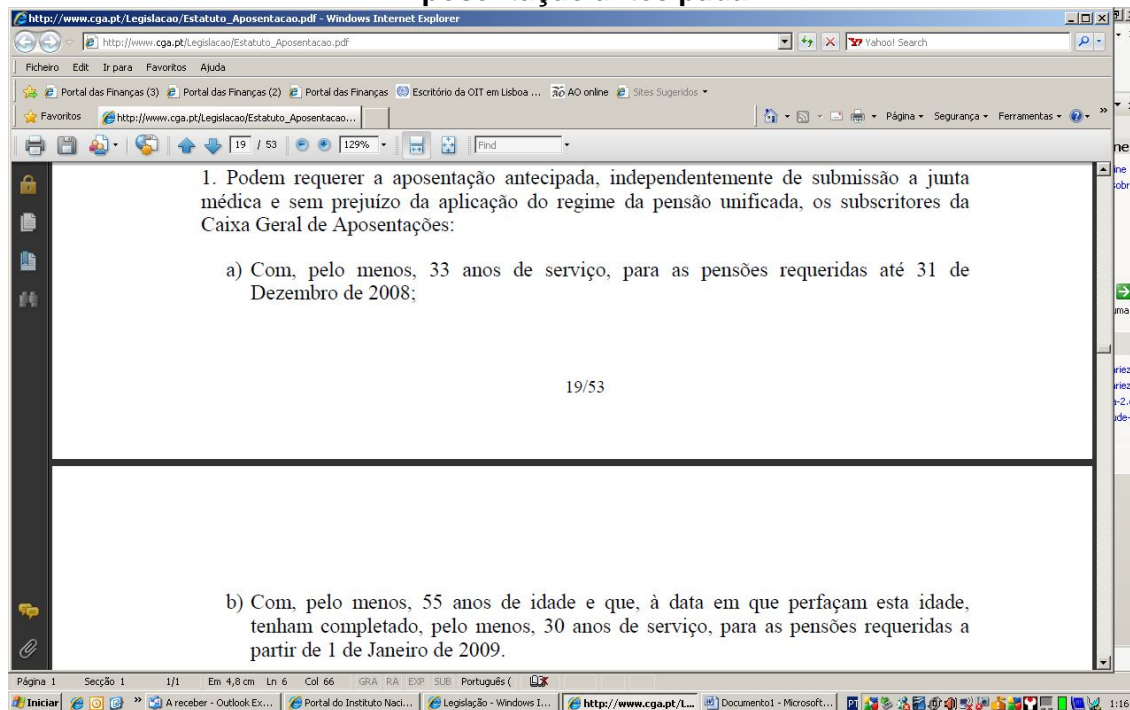 http://www.cga.pt/Legislacao/Estatuto_Aposentacao.pdf - Windows Internet Explorer
http://www.cga.pt/Legislacao/Estatuto_Aposentacao.pdf
Yahoo! Search
Ficheiro Edit Ir para Favoritos Ajuda
Portal das Finanças (3) Portal das Finanças (2) Portal das Finanças Escritório da OIT em Lisboa ... AO online Sites Sugeridos
Favoritos http://www.cga.pt/Legislacao/Estatuto_Aposentacao... Página Segurança Ferramentas
19 / 53 129% Find
1. Podem requerer a aposentação antecipada, independentemente de submissão a junta
médica e sem prejuízo da aplicação do regime da pensão unificada, os subscritores da
Caixa Geral de Aposentações:
a) Com, pelo menos, 33 anos de serviço, para as pensões requeridas até 31 de
Dezembro de 2008;
19/53
b) Com, pelo menos, 55 anos de idade e que, à data em que perfaçam esta idade,
tenham completado, pelo menos, 30 anos de serviço, para as pensões requeridas a
partir de 1 de Janeiro de 2009.
Página 1 Secção 1 1/1 Em 4,8 cm Ln 6 Col 66 GRA RA EXP SUB Português (
Iniciar A receber - Outlook Ex... Portal do Instituto Naci... Legislação - Windows I... http://www.cga.pt/L... Documento1 - Microsoft... 1:16